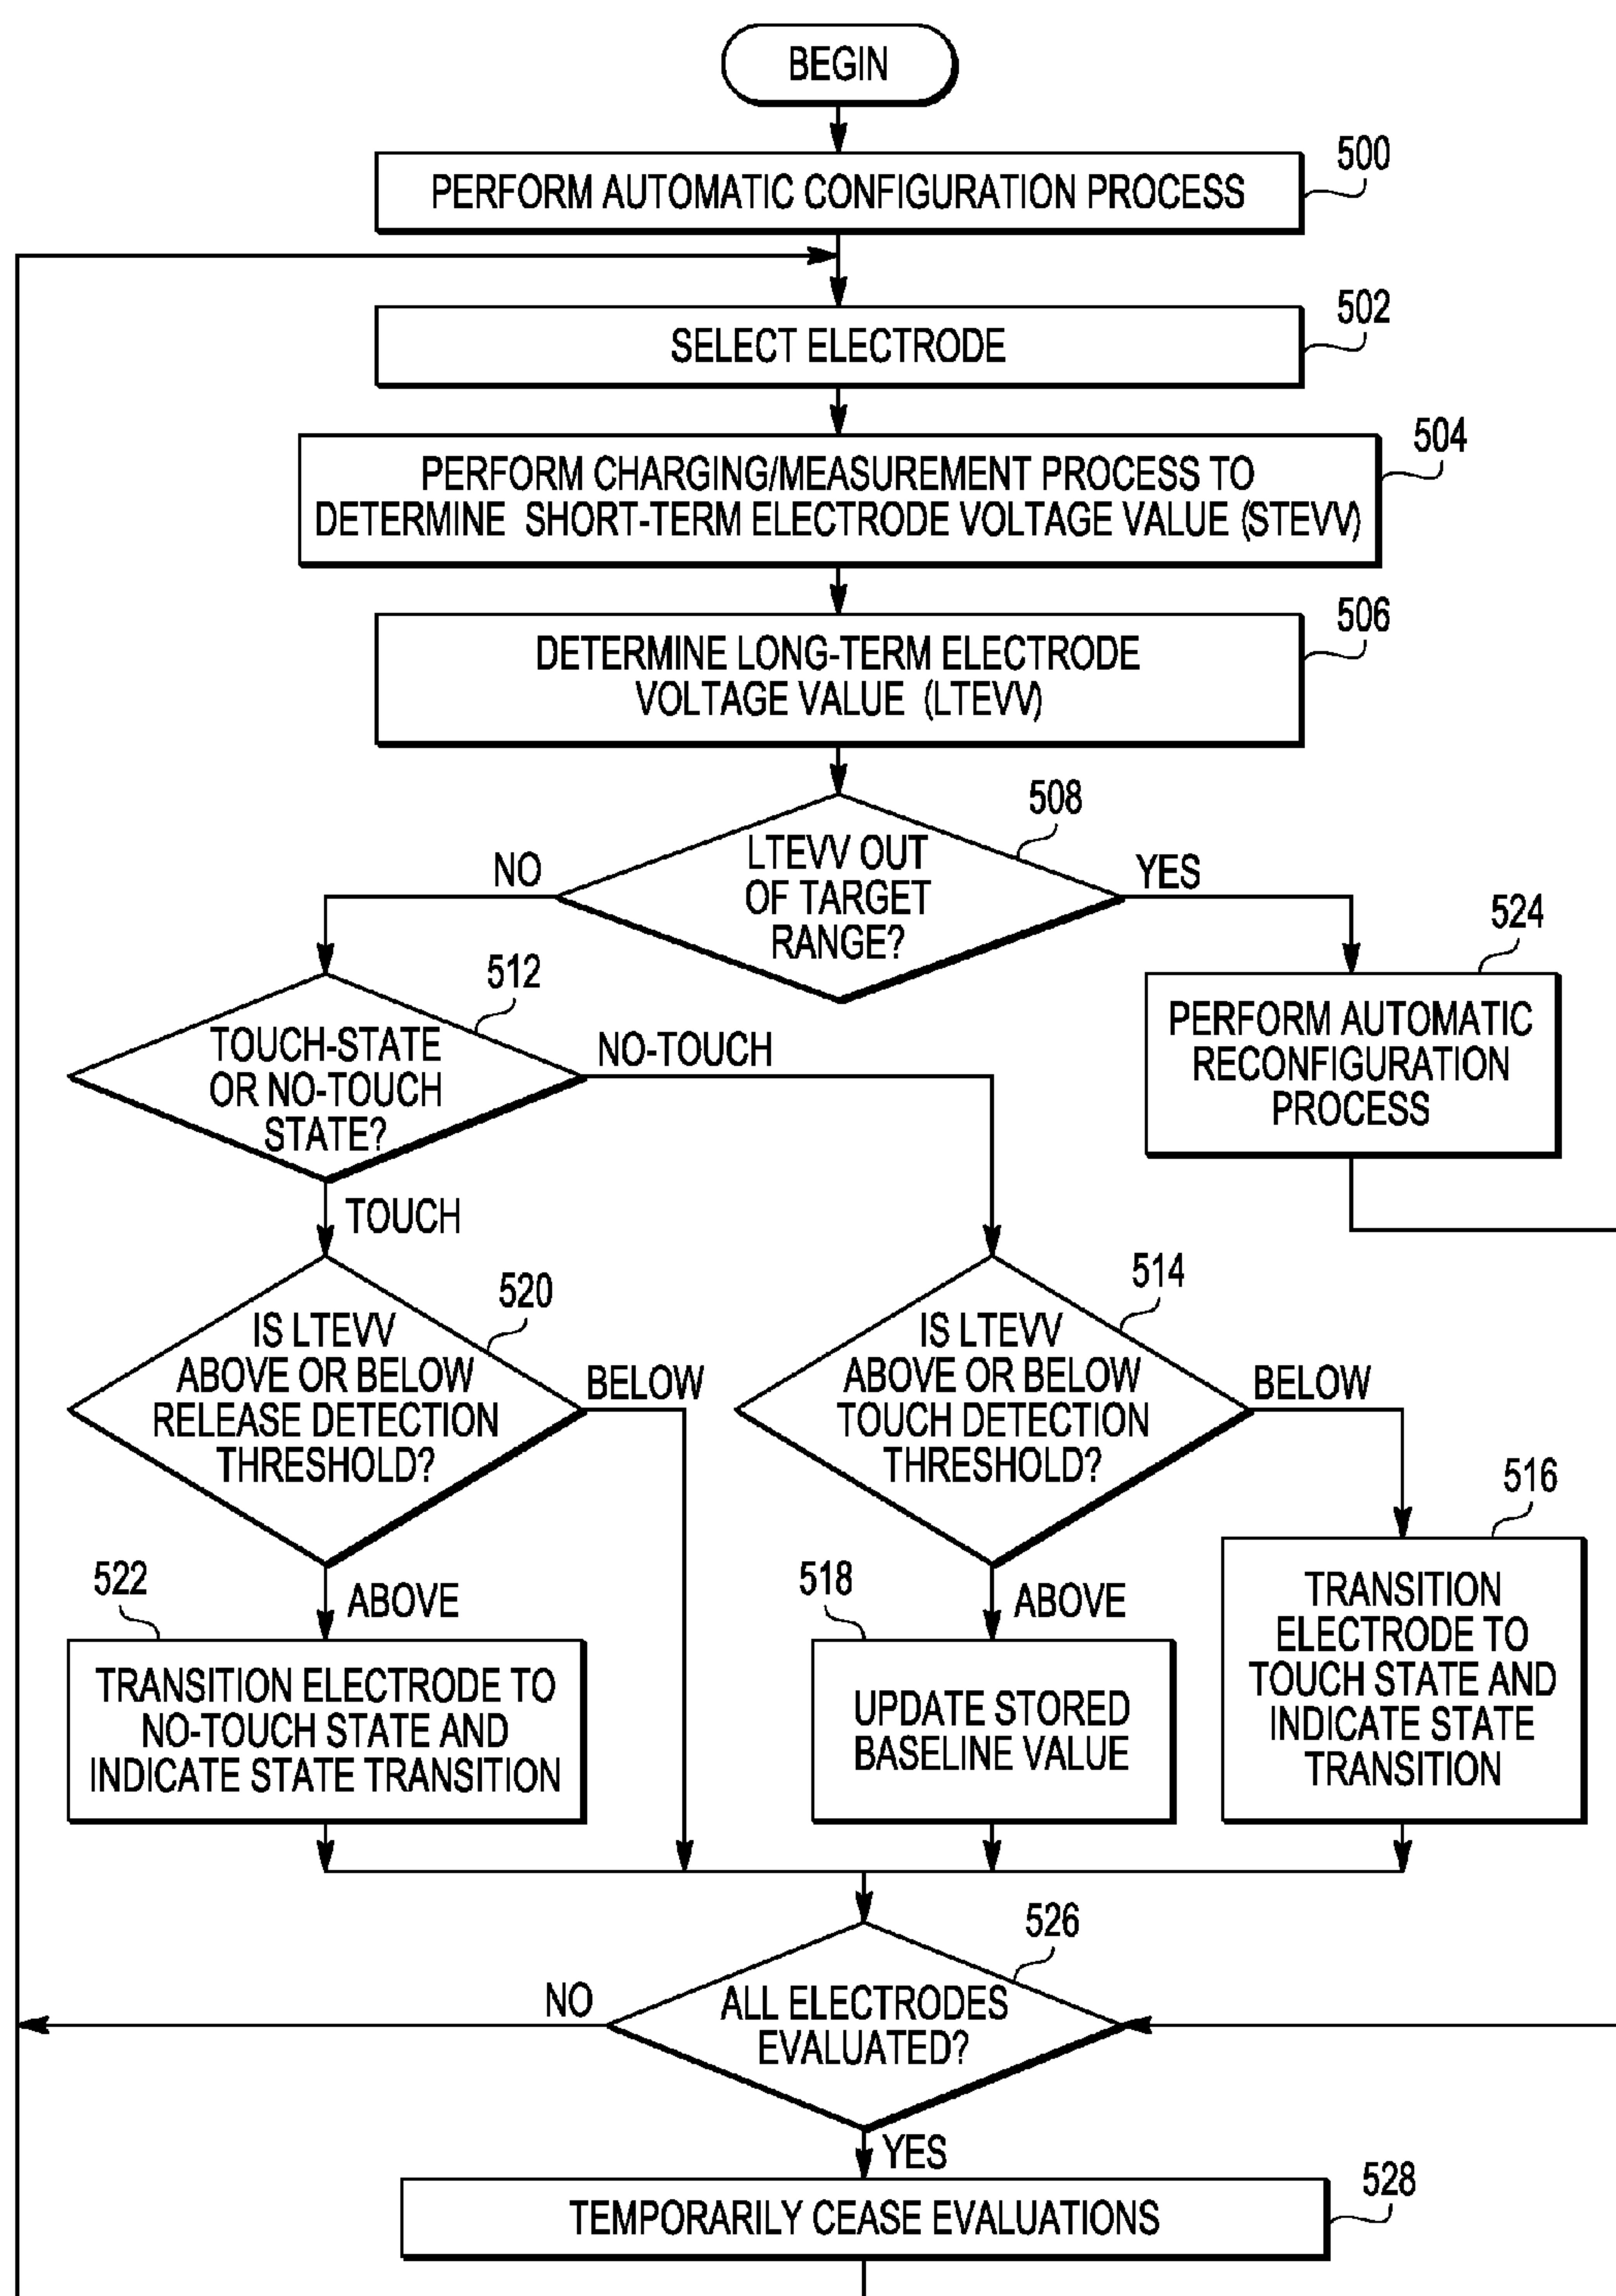 BEGIN
500
PERFORM AUTOMATIC CONFIGURATION PROCESS
502
SELECT ELECTRODE
504
PERFORM CHARGING/MEASUREMENT PROCESS TO
DETERMINE SHORT-TERM ELECTRODE VOLTAGE VALUE (STEVV)
506
DETERMINE LONG-TERM ELECTRODE
VOLTAGE VALUE (LTEVV)
508
LTEVV OUT
OF TARGET
RANGE?
NO
YES
524
PERFORM AUTOMATIC
RECONFIGURATION
PROCESS
512
TOUCH-STATE
OR NO-TOUCH
STATE?
NO-TOUCH
TOUCH
520
IS LTEVV
ABOVE OR BELOW
RELEASE DETECTION
THRESHOLD?
BELOW
ABOVE
514
IS LTEVV
ABOVE OR BELOW
TOUCH DETECTION
THRESHOLD?
BELOW
ABOVE
522
TRANSITION ELECTRODE TO
NO-TOUCH STATE AND
INDICATE STATE TRANSITION
518
UPDATE STORED
BASELINE VALUE
516
TRANSITION
ELECTRODE TO
TOUCH STATE AND
INDICATE STATE
TRANSITION
526
ALL ELECTRODES
EVALUATED?
NO
YES
528
TEMPORARILY CEASE EVALUATIONS